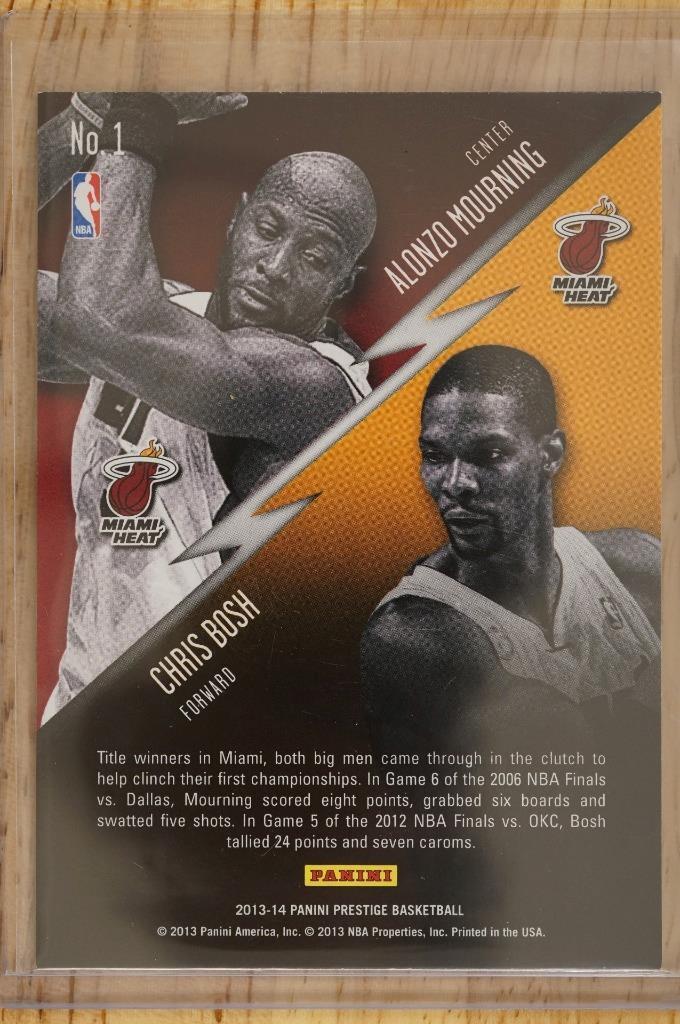 No. 1
NBA
CENTER
ALONZO MOURNING
MIAMI
HEAT
MIAMI
HEAT
CHRIS BOSH
FORWARD
Title winners in Miami, both big men came through in the clutch to
help clinch their first championships. In Game 6 of the 2006 NBA Finals
vs. Dallas, Mourning scored eight points, grabbed six boards and
swatted five shots. In Game 5 of the 2012 NBA Finals vs. OKC, Bosh
tallied 24 points and seven caroms.
PANINI
2013-14 PANINI PRESTIGE BASKETBALL
© 2013 Panini America, Inc. © 2013 NBA Properties, Inc. Printed in the USA.